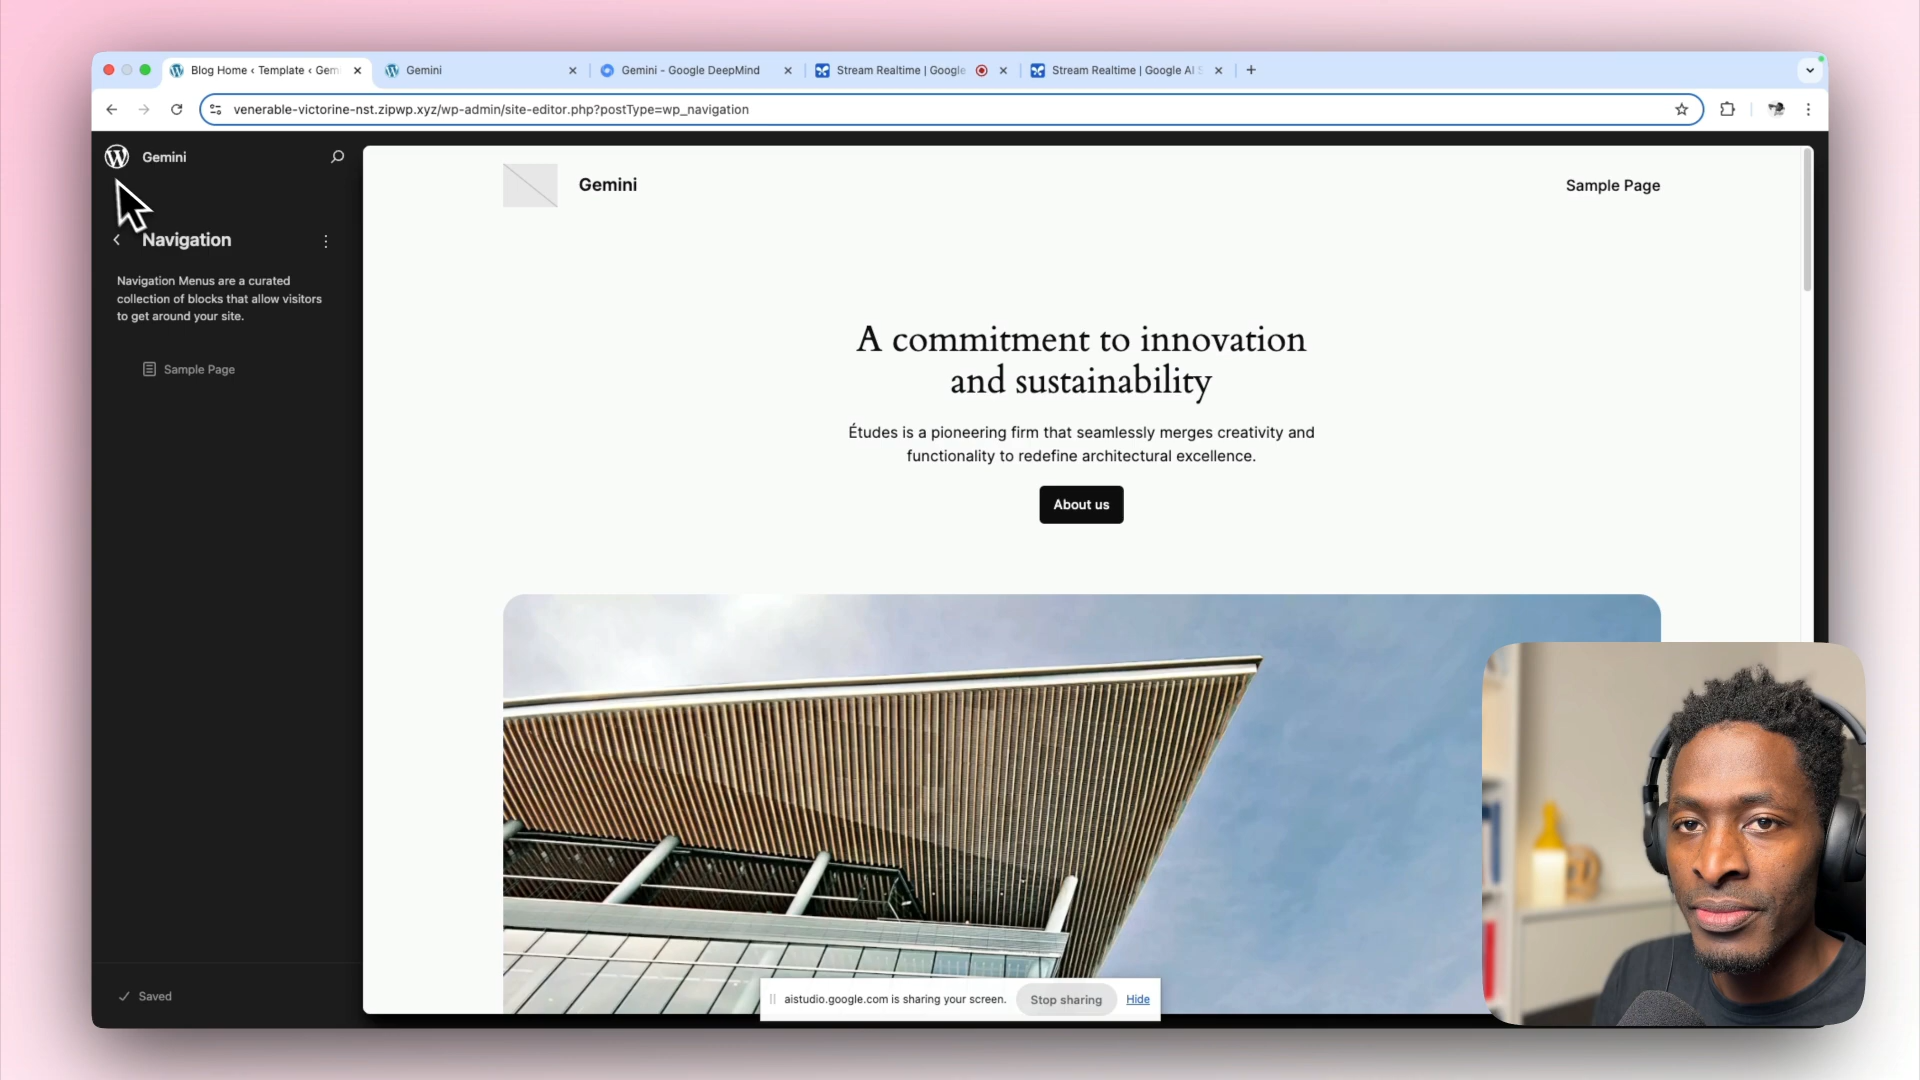 Blog Home ‹ Template ‹ Gem
Gemini
Gemini - Google DeepMind
Stream Realtime | Google
Stream Realtime | Google AI S
venerable-victorine-nst.zipwp.xyz/wp-admin/site-editor.php?postType=wp_navigation
Gemini
Navigation
Navigation Menus are a curated
collection of blocks that allow visitors
to get around your site.
Sample Page
Saved
Gemini
Sample Page
A commitment to innovation
and sustainability
Études is a pioneering firm that seamlessly merges creativity and
functionality to redefine architectural excellence.
About us
aistudio.google.com is sharing your screen.
Stop sharing
Hide